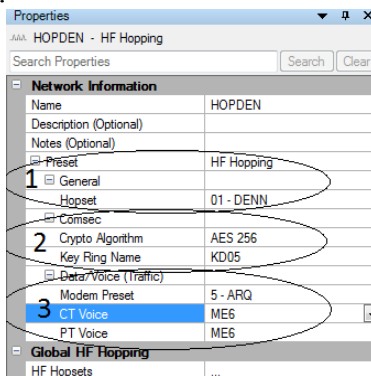 Properties
HOPDEN - HF Hopping
Search Properties Search Clear
Network Information
Name HOPDEN
Description (Optional)
Notes (Optional)
Preset HF Hopping
1 General
Hopset 01 - DENN
Comsec
2 Crypto Algorithm AES 256
Key Ring Name KD05
Data/Voice (Traffic)
Modem Preset 5 - ARQ
3 CT Voice ME6
PT Voice ME6
Global HF Hopping
HF Hopsets ...